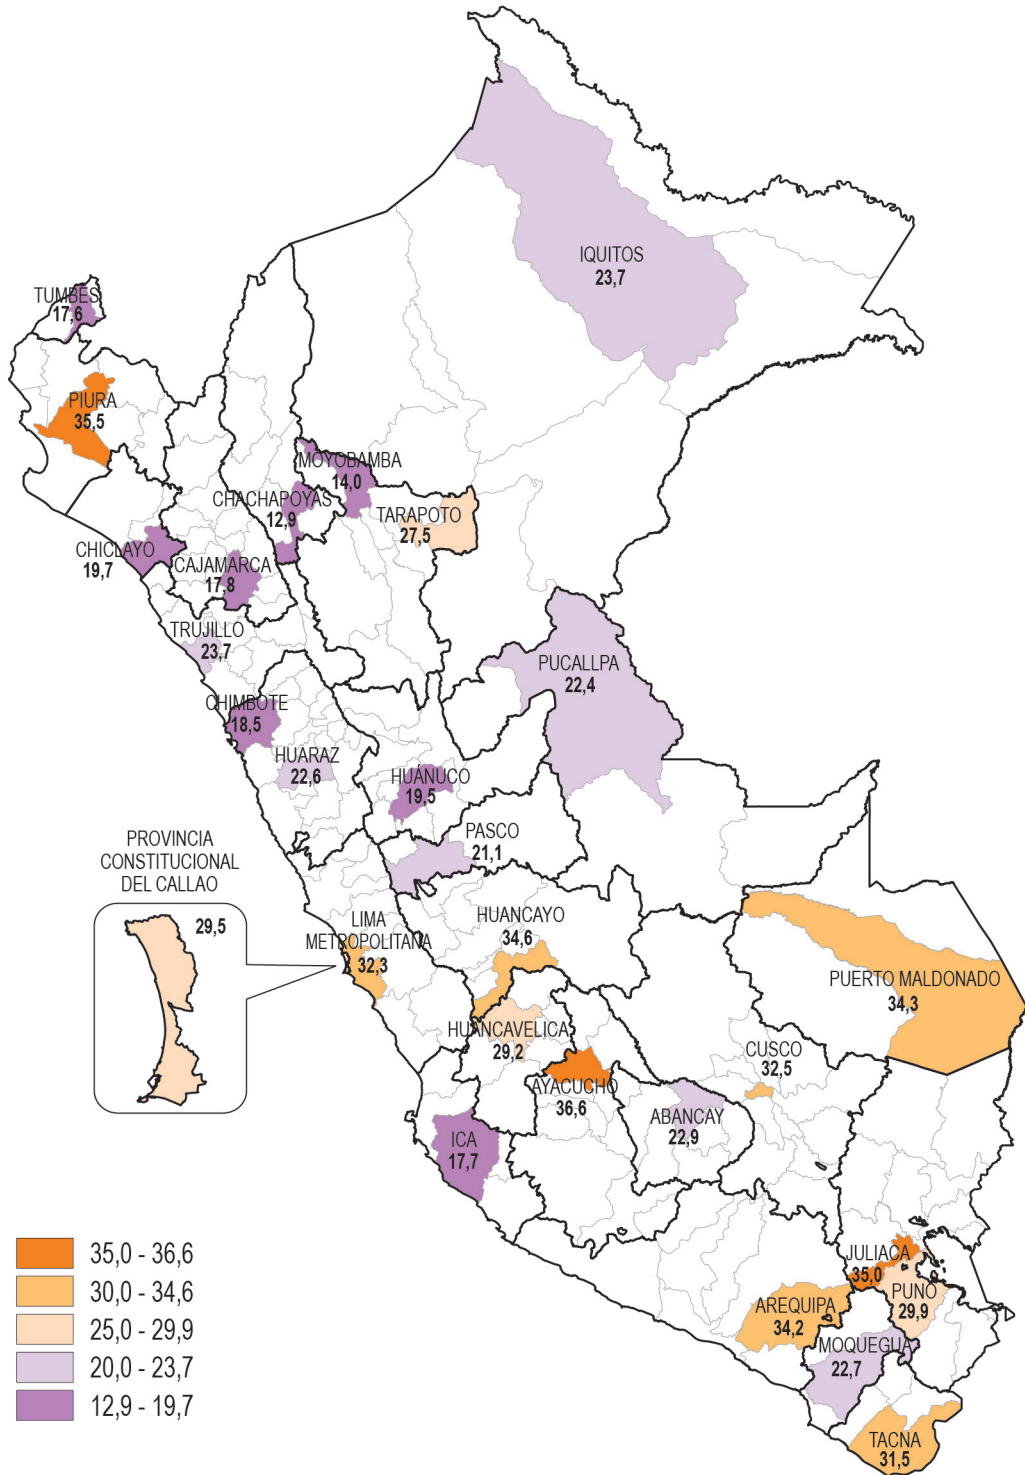 IQUITOS
23,7
TUMBES
17,6
PIURA
35,5
MOYOBAMBA
14,0
CHACHAPOYAS
12,9
TARAPOTO
27,5
CHICLAYO
19,7
CAJAMARCA
17,8
TRUJILLO
23,7
PUCALLPA
22,4
CHIMBOTE
18,5
HUARAZ
22,6
HUÁNUCO
19,5
PASCO
21,1
PROVINCIA
CONSTITUCIONAL
DEL CALLAO
29,5
LIMA
METROPOLITANA
32,3
HUANCAYO
34,6
PUERTO MALDONADO
34,3
HUANCAVELICA
29,2
CUSCO
32,5
AYACUCHO
36,6
ABANCAY
22,9
ICA
17,7
JULIACA
35,0
PUNO
29,9
AREQUIPA
34,2
MOQUEGUA
22,7
TACNA
31,5
35,0 - 36,6
30,0 - 34,6
25,0 - 29,9
20,0 - 23,7
12,9 - 19,7